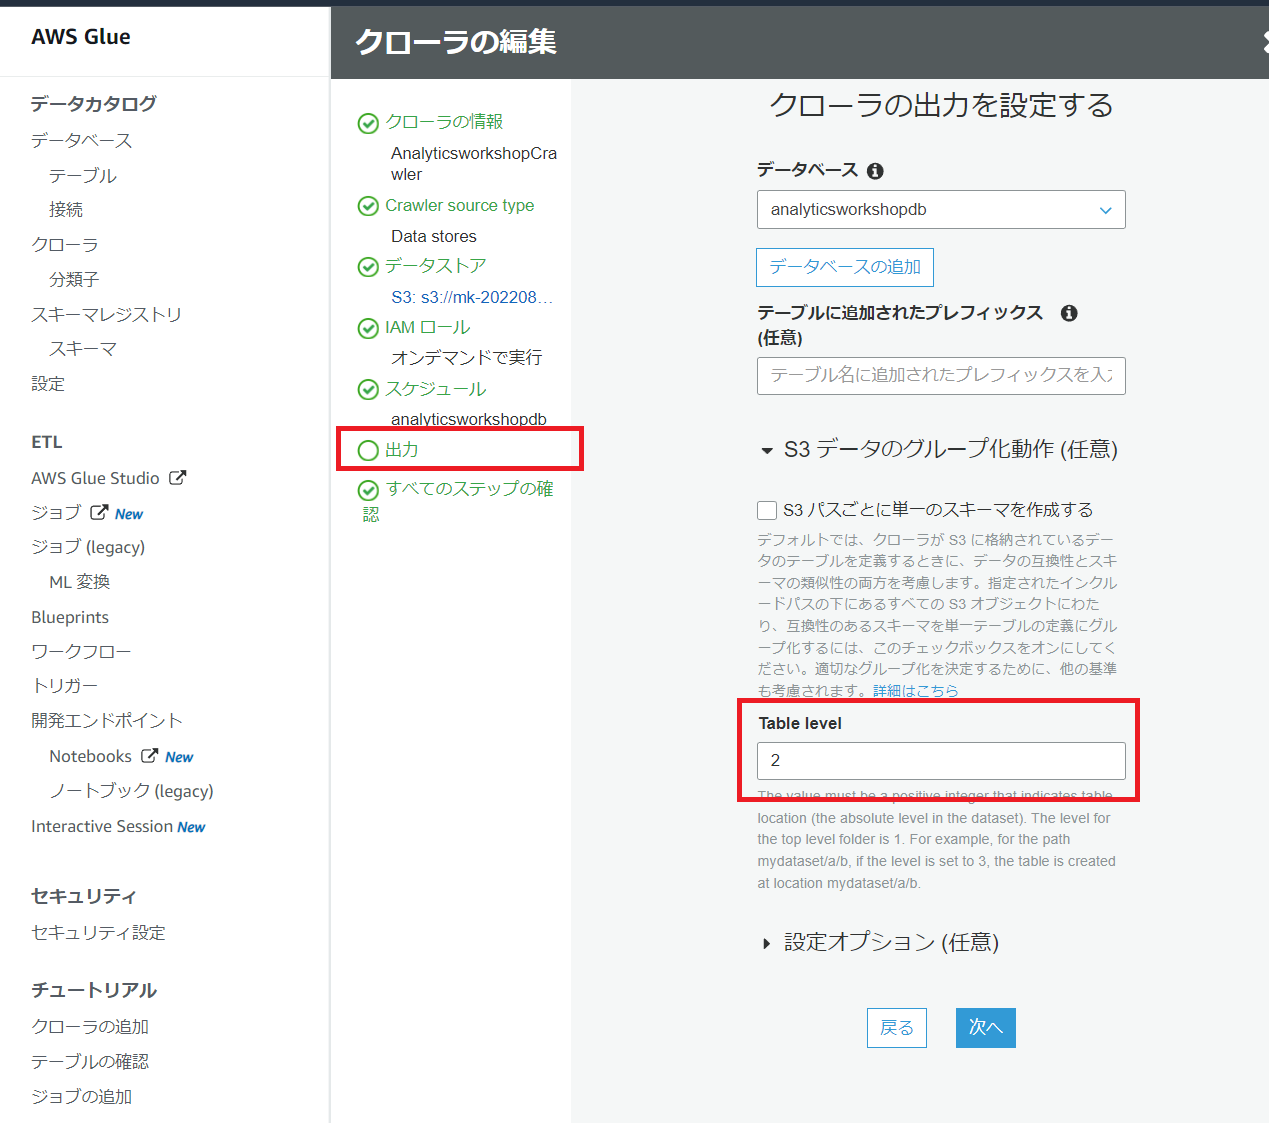 AWS Glue
データカタログ
データベース
テーブル
接続
クローラ
分類子
スキーマレジストリ
スキーマ
設定
ETL
AWS Glue Studio
ジョブ New
ジョブ (legacy)
ML 変換
Blueprints
ワークフロー
トリガー
開発エンドポイント
Notebooks New
ノートブック (legacy)
Interactive Session New
セキュリティ
セキュリティ設定
チュートリアル
クローラの追加
テーブルの確認
ジョブの追加
クローラの編集
クローラの情報
AnalyticsworkshopCra
wler
Crawler source type
Data stores
データストア
S3: s3://mk-202208...
IAM ロール
オンデマンドで実行
スケジュール
analyticsworkshopdb
出力
すべてのステップの確
認
クローラの出力を設定する
データベース
analyticsworkshopdb
データベースの追加
テーブルに追加されたプレフィックス
(任意)
テーブル名に追加されたプレフィックスを入
S3 データのグループ化動作 (任意)
S3 パスごとに単一のスキーマを作成する
デフォルトでは、クローラが S3 に格納されているデー
タのテーブルを定義するときに、データの互換性とスキ
ーマの類似性の両方を考慮します。指定されたインクル
ードパスの下にあるすべての S3 オブジェクトにわた
り、互換性のあるスキーマを単一テーブルの定義にグル
ープ化するには、このチェックボックスをオンにしてく
ださい。適切なグループ化を決定するために、他の基準
も考慮されます。詳細はこちら
Table level
2
The value must be a positive integer that indicates table
location (the absolute level in the dataset). The level for
the top level folder is 1. For example, for the path
mydataset/a/b, if the level is set to 3, the table is created
at location mydataset/a/b.
設定オプション (任意)
戻る
次へ